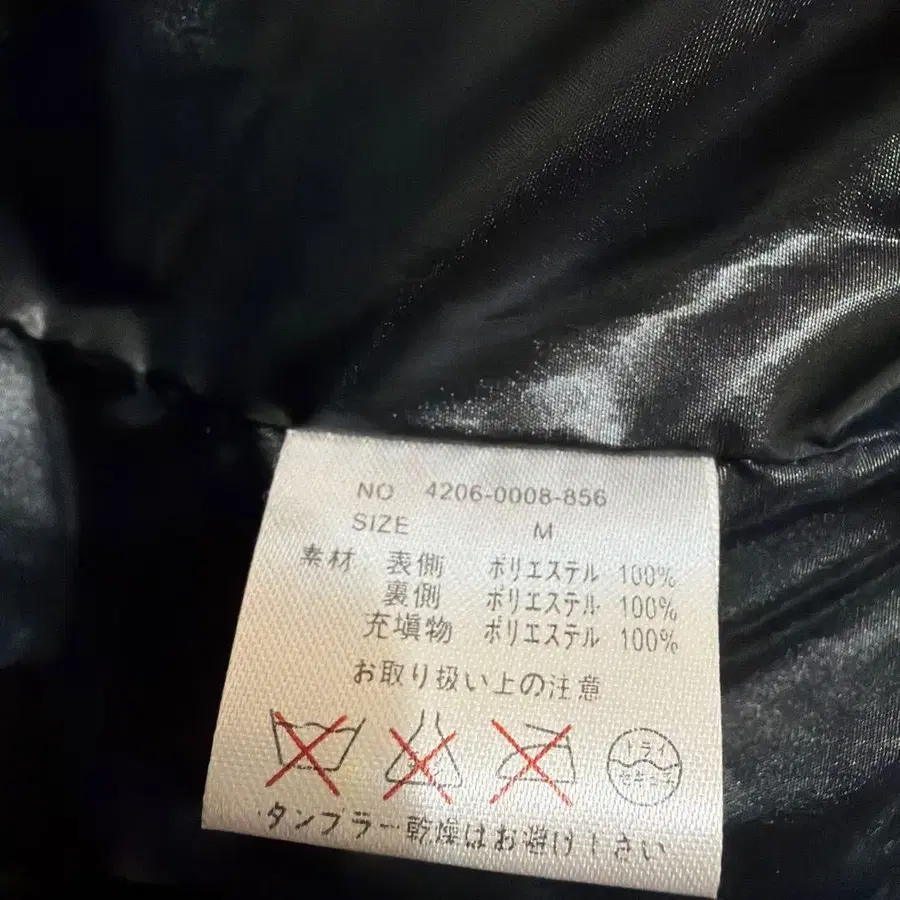 NO 4206-0008-856
SIZE M
素材 表側 ポリエステル 100%
裏側 ポリエステル 100%
充塡物 ポリエステル 100%
お取り扱い上の注意
ドライ
タンブラー乾燥はお避け下さい